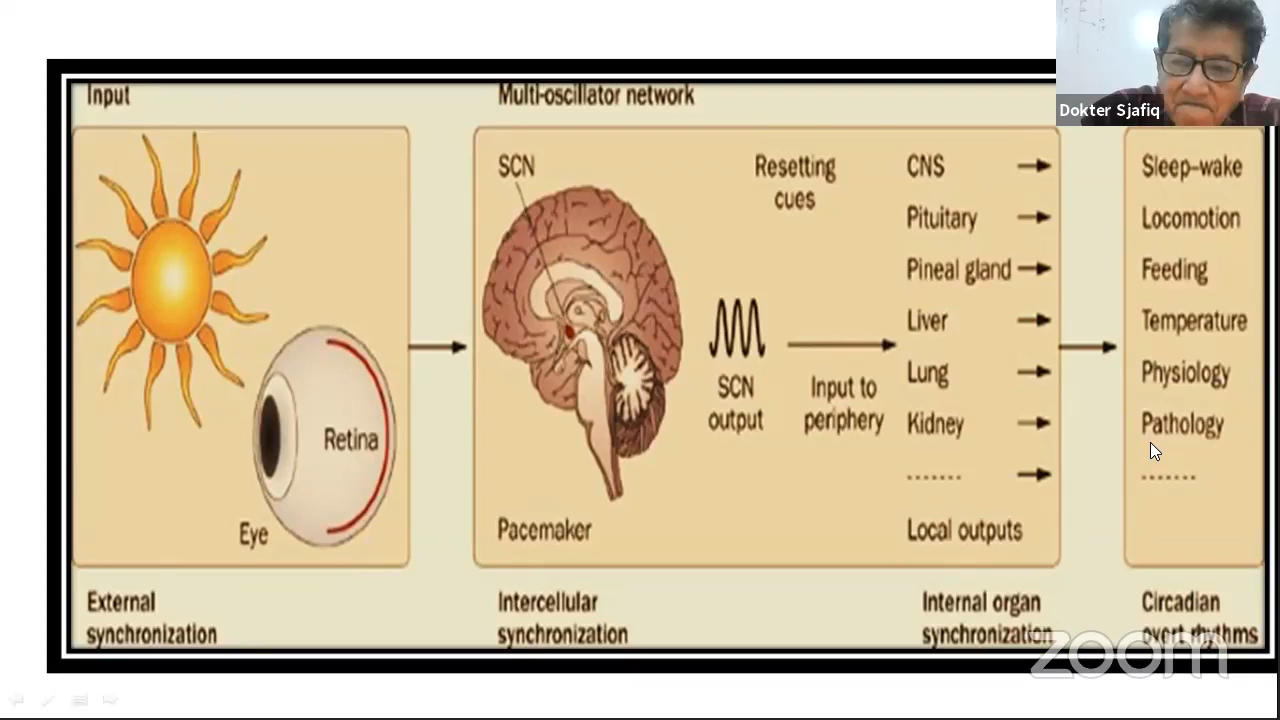 Dokter Sjafiq
Input
Multi-oscillator network
SCN
Resetting
cues
CNS
Pituitary
Pineal gland
Liver
Lung
Kidney
.......
Sleep-wake
Locomotion
Feeding
Temperature
Physiology
Pathology
.......
SCN
output
Input to
periphery
Retina
Eye
Pacemaker
Local outputs
External
synchronization
Intercellular
synchronization
Internal organ
synchronization
Circadian
overt rhythms
zoom